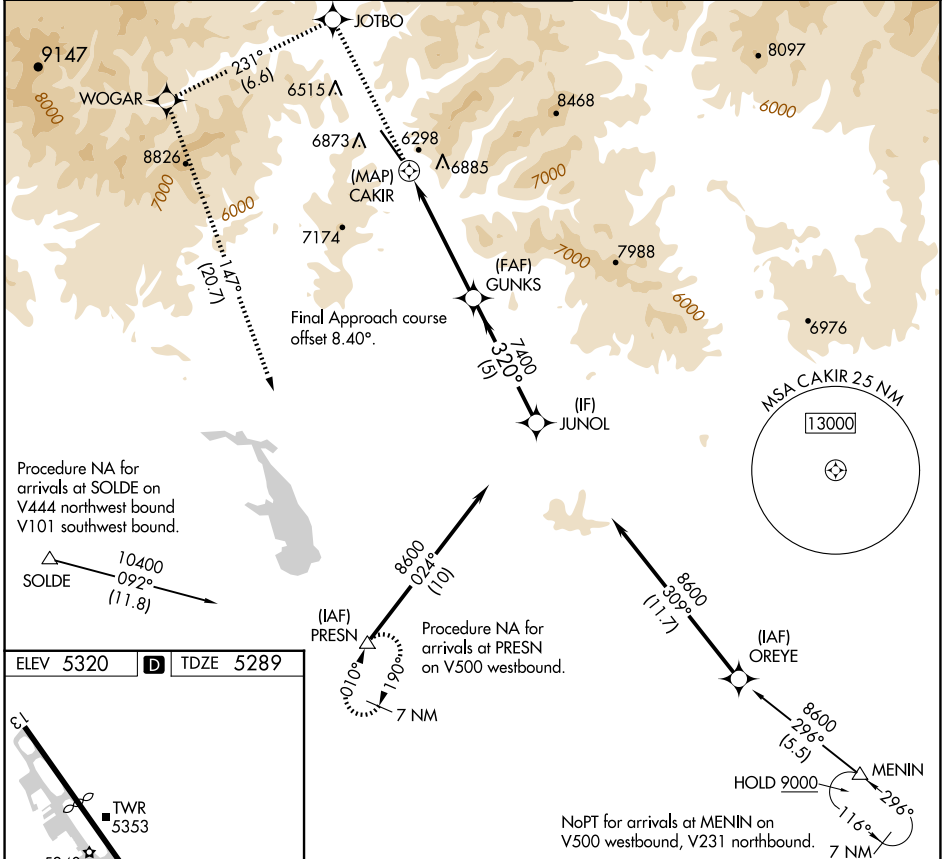 JOTBO
9147
8097
231°
(6.6)
WOGAR
6515
8468
8000
6000
6873
6298
6885
(MAP)
CAKIR
8826
7000
7000
6000
7174
7000
7988
(FAF)
GUNKS
147°
(20.7)
6000
Final Approach course
offset 8.40°.
6976
7400
320°
(5)
MSA CAKIR 25 NM
13000
(IF)
JUNOL
Procedure NA for
arrivals at SOLDE on
V444 northwest bound
V101 southwest bound.
SOLDE
10400
092°
(11.8)
8600
024°
(10)
8600
309°
(11.7)
(IAF)
PRESN
Procedure NA for
arrivals at PRESN
on V500 westbound.
(IAF)
OREYE
010°
190°
7 NM
8600
296°
(5.5)
MENIN
HOLD 9000
296°
116°
7 NM
NoPT for arrivals at MENIN on
V500 westbound, V231 northbound.
ELEV 5320
D
TDZE 5289
13
TWR
5353